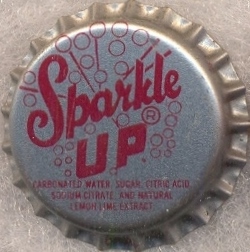 Sparkle
UP®
CARBONATED WATER, SUGAR, CITRIC ACID,
SODIUM CITRATE, AND NATURAL
LEMON LIME EXTRACT